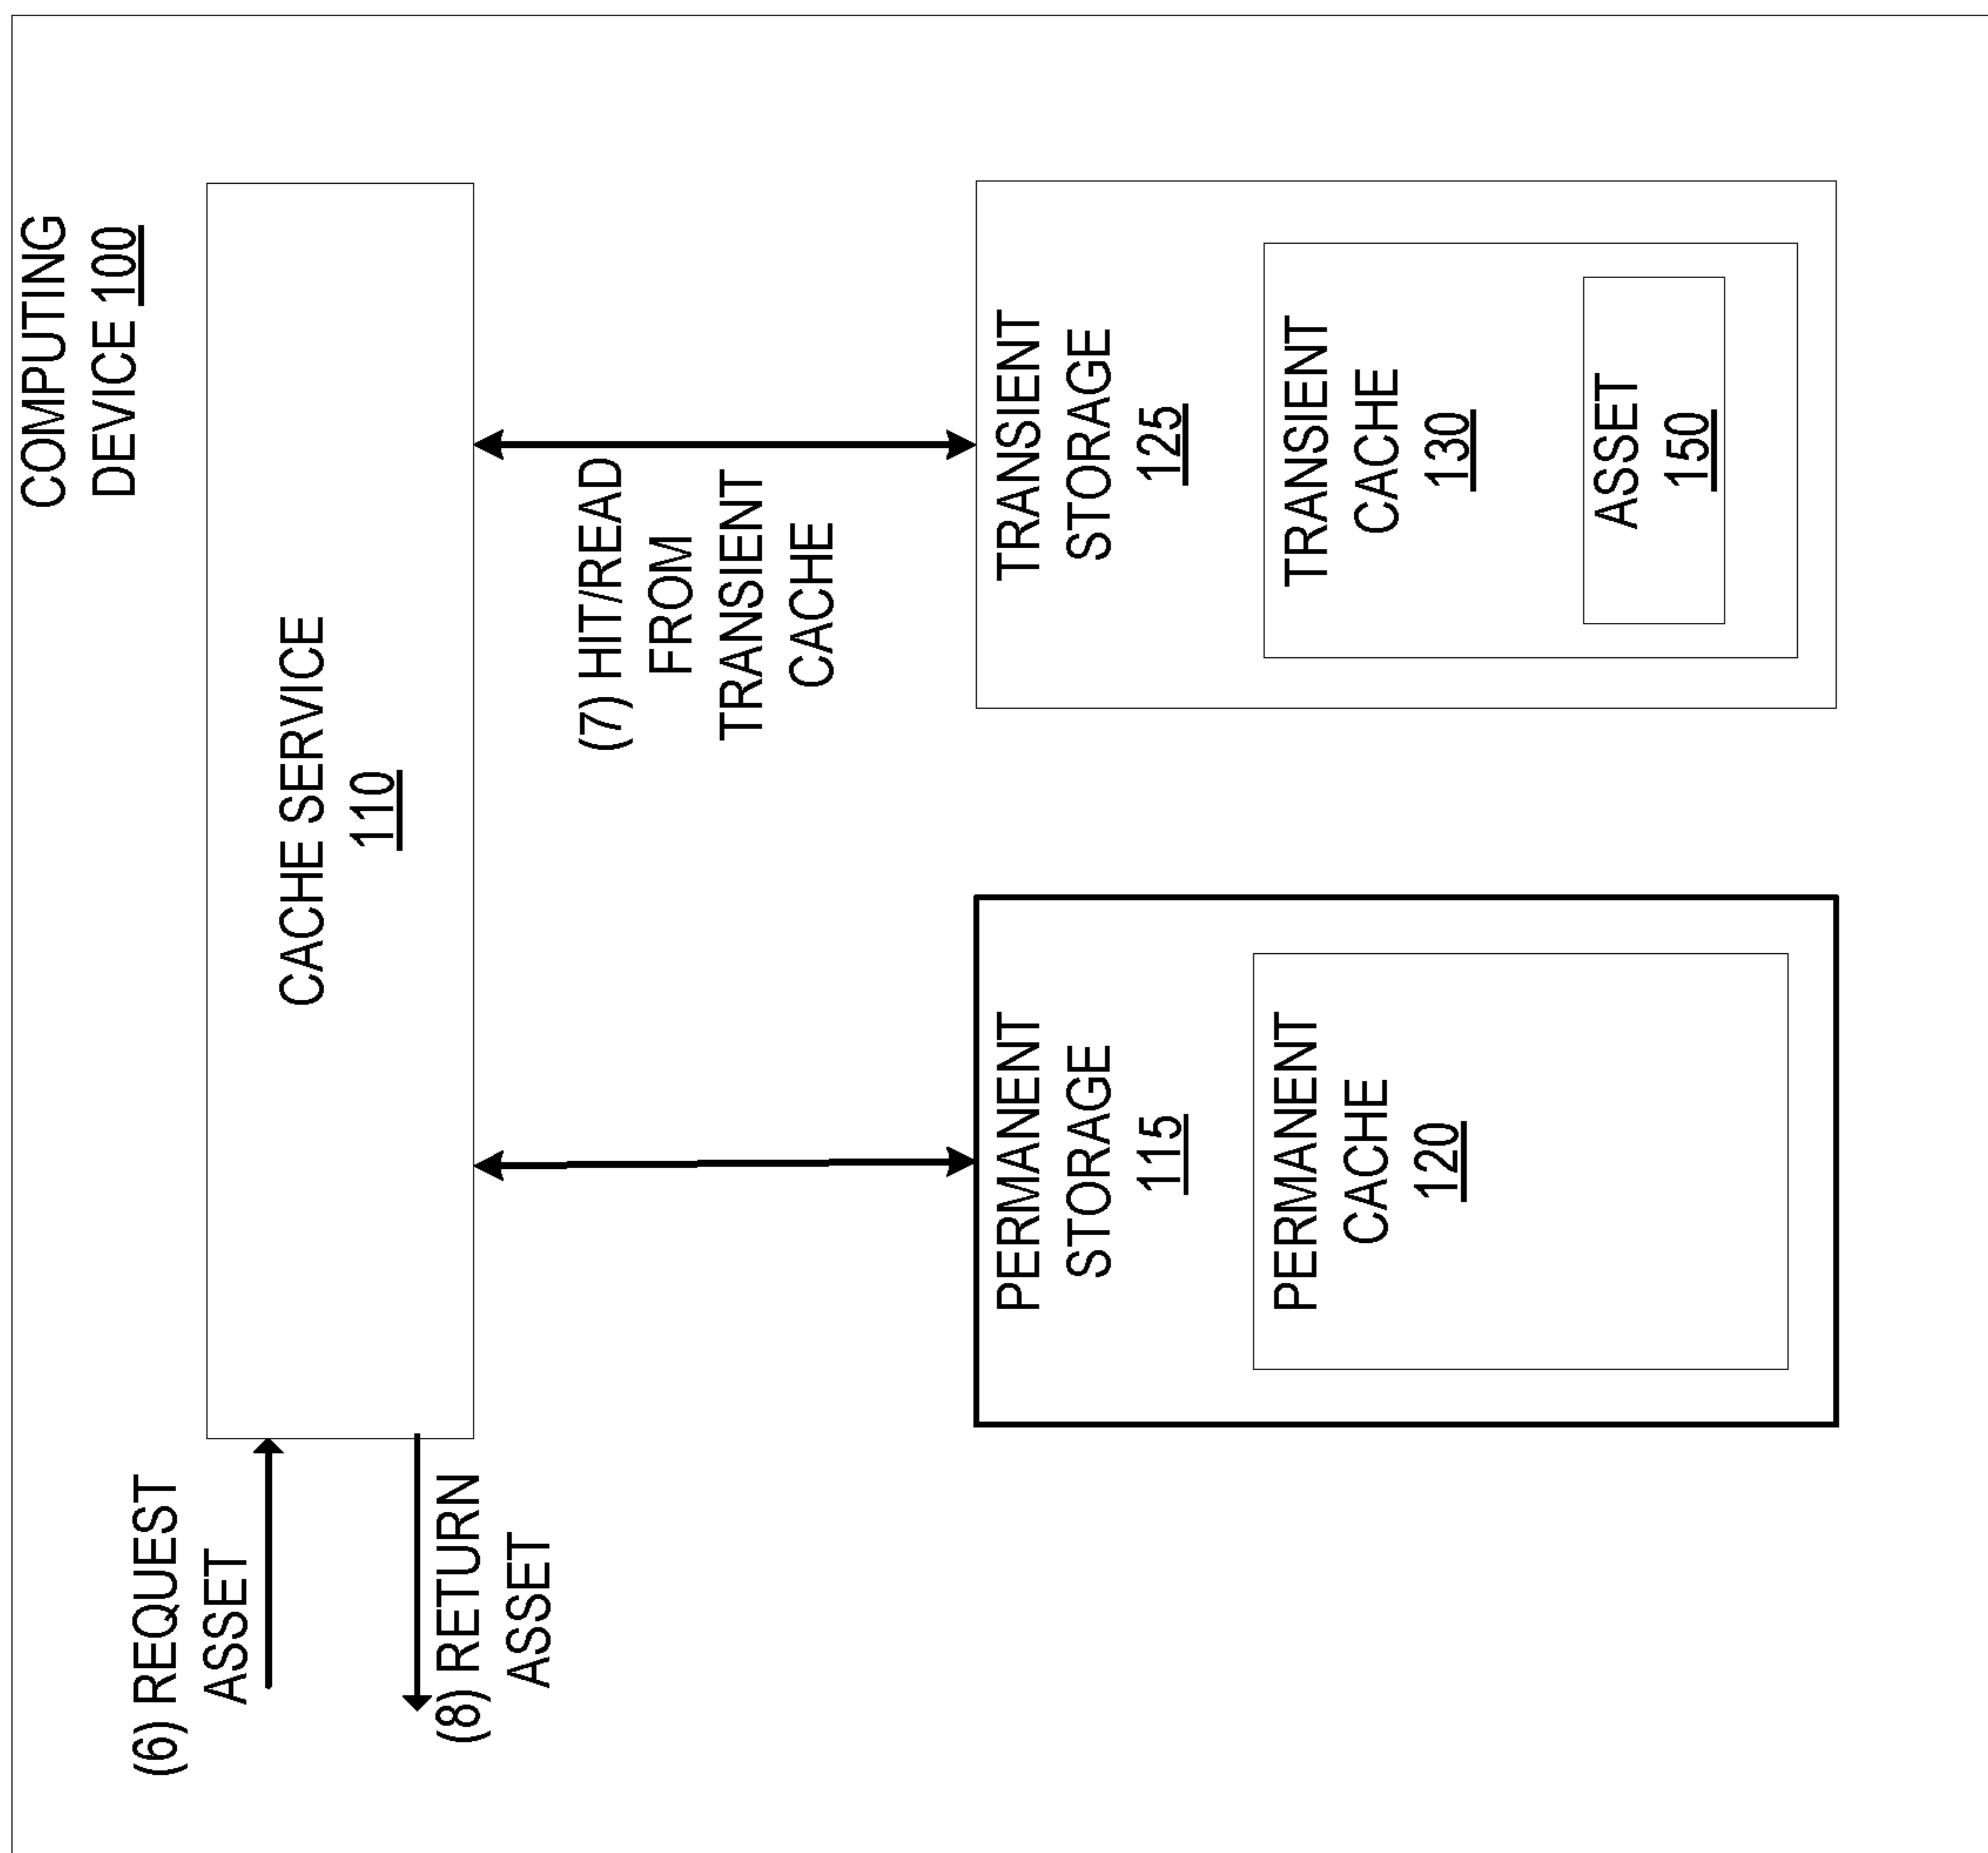 COMPUTING
DEVICE 100
(6) REQUEST
ASSET
CACHE SERVICE
110
(8) RETURN
ASSET
(7) HIT/READ
FROM
TRANSIENT
CACHE
PERMANENT
STORAGE
115
PERMANENT
CACHE
120
TRANSIENT
STORAGE
125
TRANSIENT
CACHE
130
ASSET
150